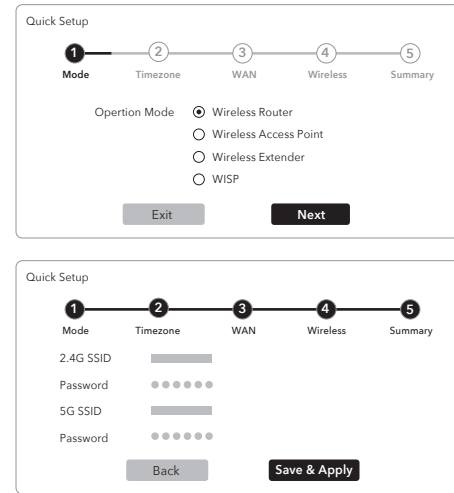 Quick Setup
1 2 3 4 5
Mode Timezone WAN Wireless Summary
Opertion Mode Wireless Router
Wireless Access Point
Wireless Extender
WISP
Exit Next
Quick Setup
1 2 3 4 5
Mode Timezone WAN Wireless Summary
2.4G SSID
Password
5G SSID
Password
Back Save & Apply